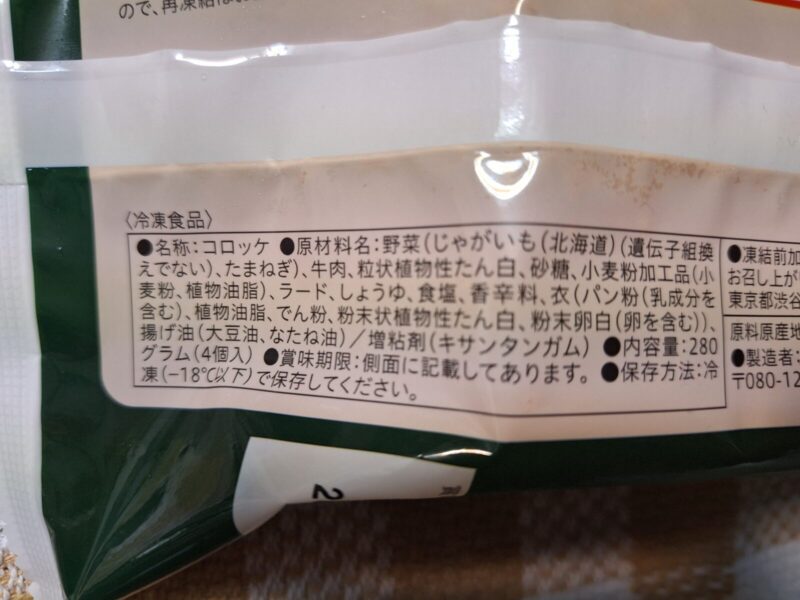 ので、再凍結は
〈冷凍食品〉
●名称：コロッケ ●原材料名：野菜（じゃがいも（北海道）（遺伝子組換
えでない）、たまねぎ）、牛肉、粒状植物性たん白、砂糖、小麦粉加工品（小
麦粉、植物油脂）、ラード、しょうゆ、食塩、香辛料、衣（パン粉（乳成分を
含む）、植物油脂、でん粉、粉末状植物性たん白、粉末卵白（卵を含む））、
揚げ油（大豆油、なたね油）／増粘剤（キサンタンガム） ●内容量：280
グラム（4個入） ●賞味期限：側面に記載してあります。 ●保存方法：冷
凍（−18℃以下）で保存してください。
●凍結前加
お召し上が
東京都渋谷
原料原産地
●製造者：
〒080-12
2